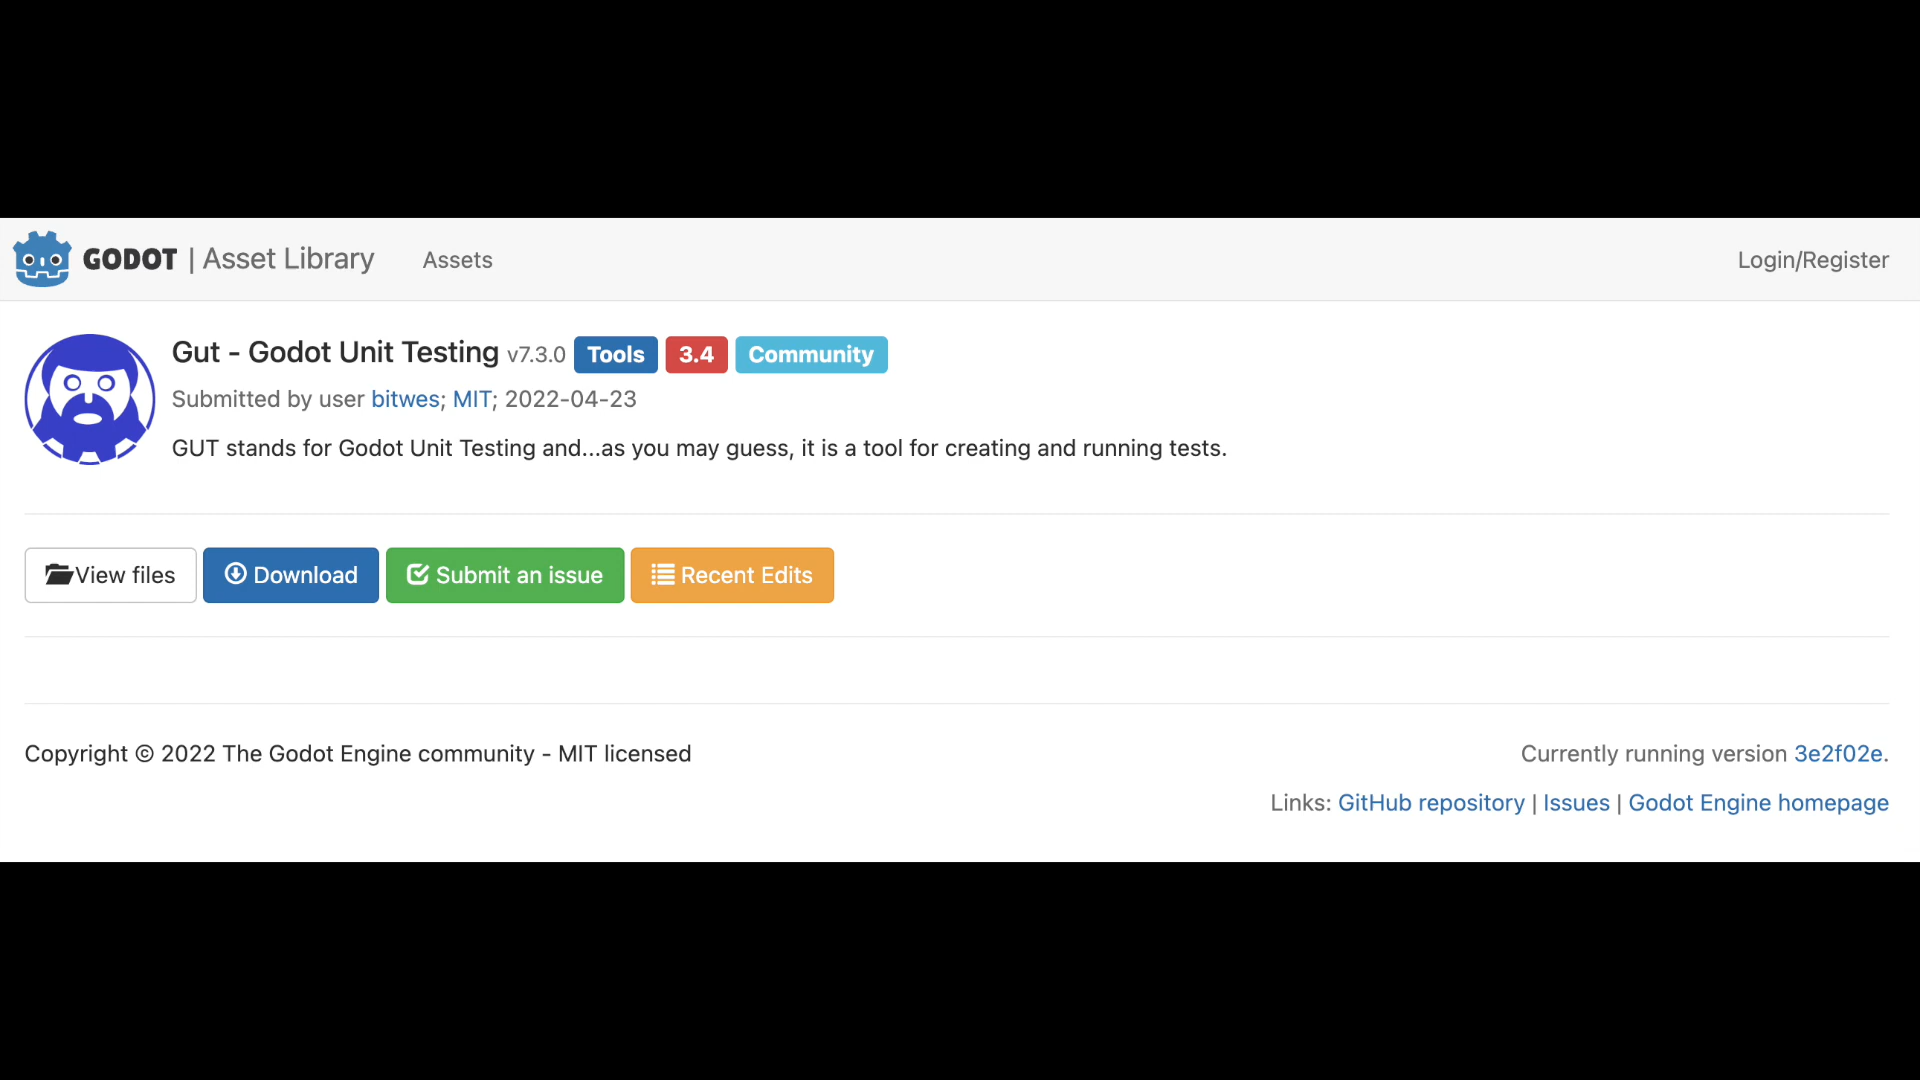 GODOT | Asset Library Assets Login/Register
Gut - Godot Unit Testing v7.3.0 Tools 3.4 Community
Submitted by user bitwes; MIT; 2022-04-23
GUT stands for Godot Unit Testing and...as you may guess, it is a tool for creating and running tests.
View files Download Submit an issue Recent Edits
Copyright © 2022 The Godot Engine community - MIT licensed Currently running version 3e2f02e.
Links: GitHub repository | Issues | Godot Engine homepage